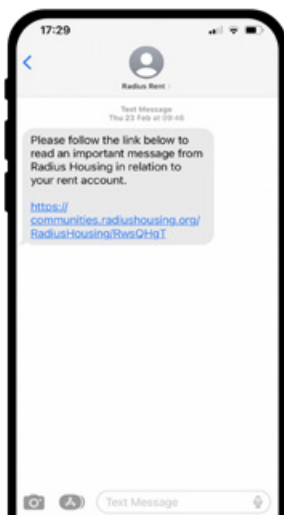 17:29
Radius Rent
Text Message
Thu 23 Feb at 09:46
Please follow the link below to
read an important message from
Radius Housing in relation to
your rent account.
https://
communities.radiushousing.org/
RadiusHousing/RwsQHgT
Text Message